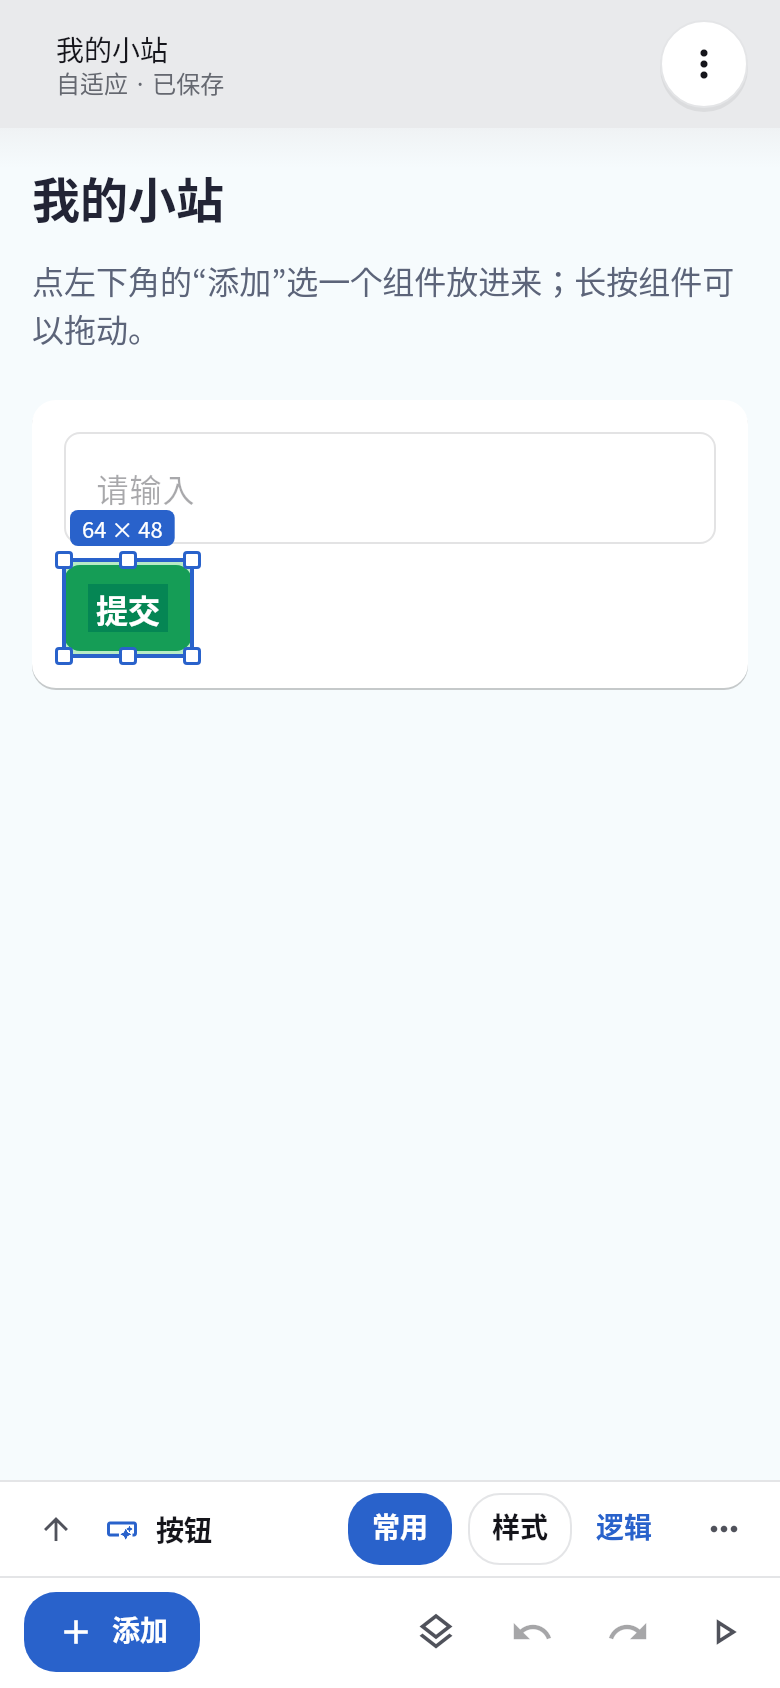 我的小站
自适应 · 已保存
我的小站
点左下角的“添加”选一个组件放进来；长按组件可
以拖动。
请输入
64 × 48
提交
按钮
常用
样式
逻辑
添加